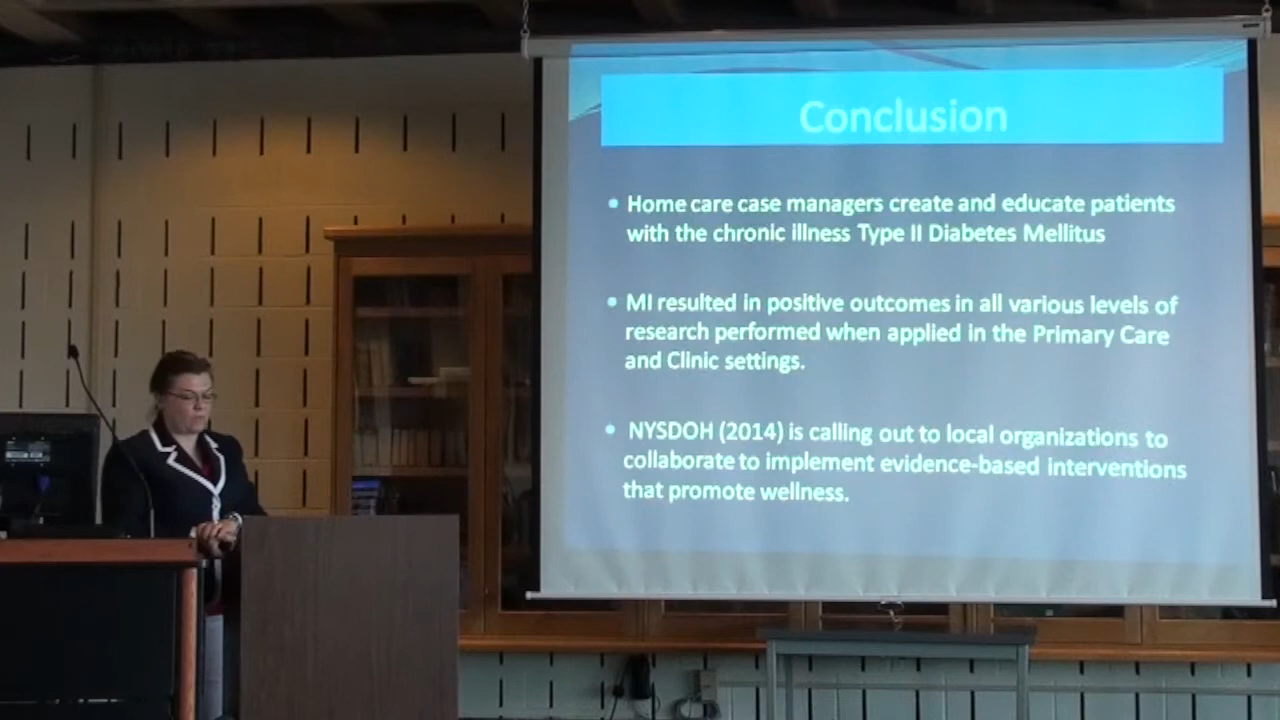 Conclusion
• Home care case managers create and educate patients
with the chronic illness Type II Diabetes Mellitus
• MI resulted in positive outcomes in all various levels of
research performed when applied in the Primary Care
and Clinic settings.
• NYSDOH (2014) is calling out to local organizations to
collaborate to implement evidence-based interventions
that promote wellness.